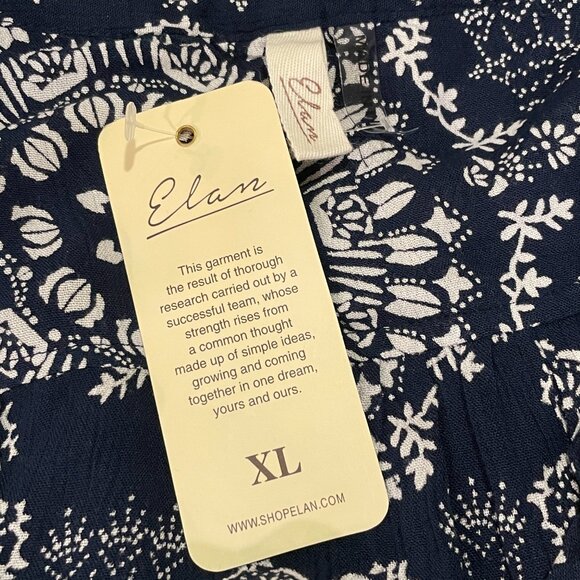 Elan
Elan
This garment is
the result of thorough
research carried out by a
successful team, whose
strength rises from
a common thought
made up of simple ideas,
growing and coming
together in one dream,
yours and ours.
XL
WWW.SHOPELAN.COM